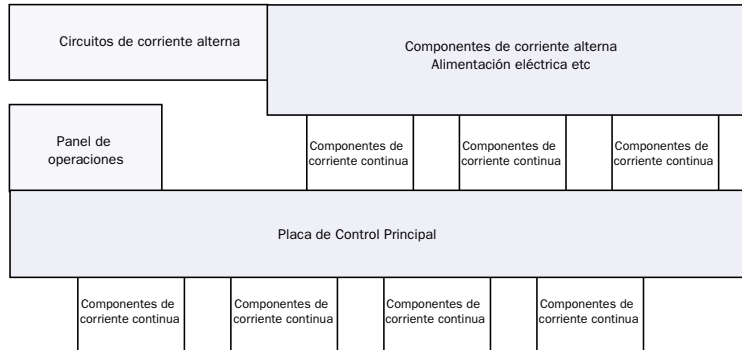 Circuitos de corriente alterna
Componentes de corriente alterna
Alimentación eléctrica etc
Panel de
operaciones
Componentes de
corriente continua
Componentes de
corriente continua
Componentes de
corriente continua
Placa de Control Principal
Componentes de
corriente continua
Componentes de
corriente continua
Componentes de
corriente continua
Componentes de
corriente continua